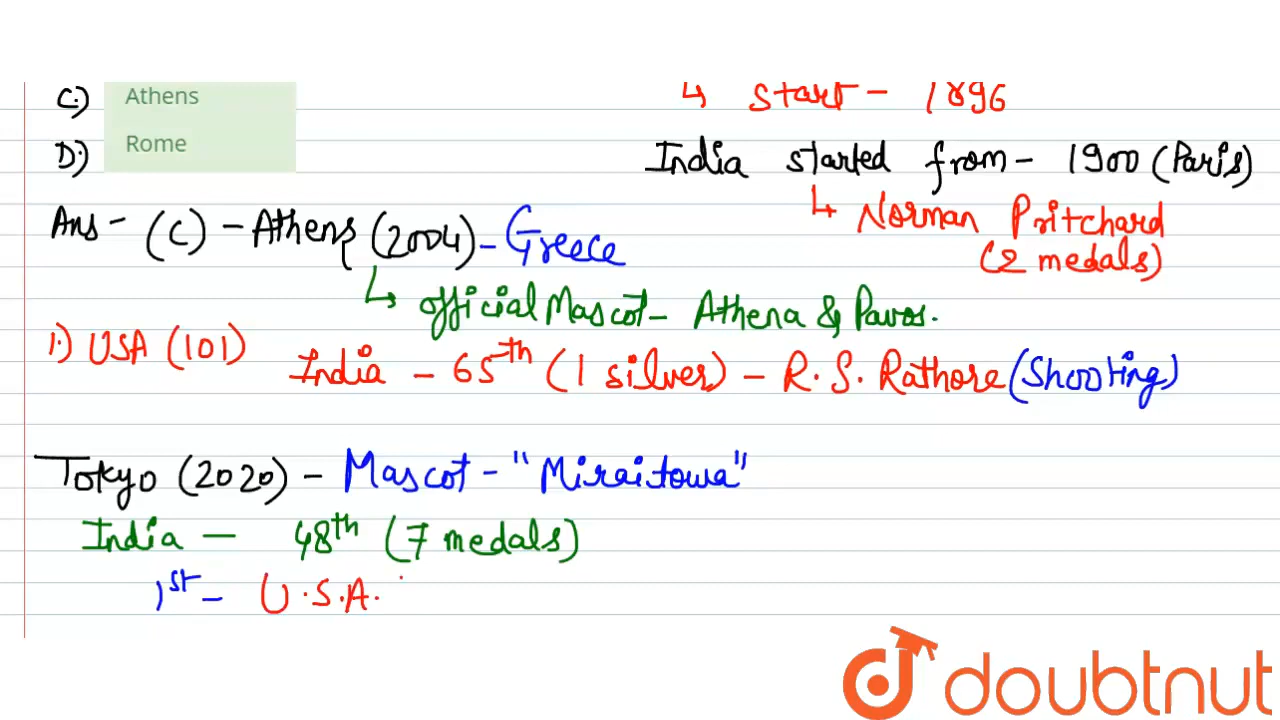 C.) Athens
↳ start - 1896
D.) Rome
India started from - 1900 (Paris)
↳ Norman Pritchard
(2 medals)
Ans - (C) - Athens (2004) - Greece
↳ official Mascot - Athena & Pavos.
1.) USA (101)
India - 65th (1 silver) - R. S. Rathore (Shooting)
Tokyo (2020) - Mascot - "Miraitowa"
India - 48th (7 medals)
1st - U.S.A.
doubtnut